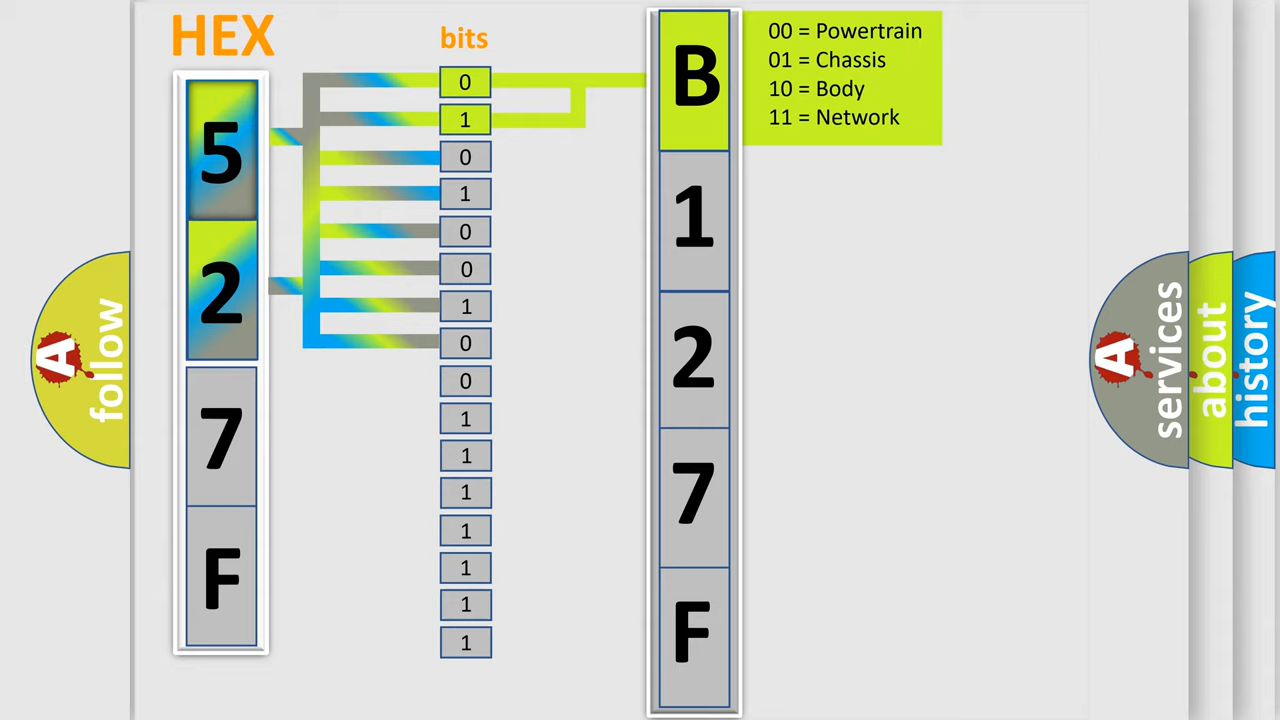 HEX
bits
5
2
7
F
0
1
0
1
0
0
1
0
0
1
1
1
1
1
1
1
B
1
2
7
F
00 = Powertrain
01 = Chassis
10 = Body
11 = Network
A
follow
A
services
about
history